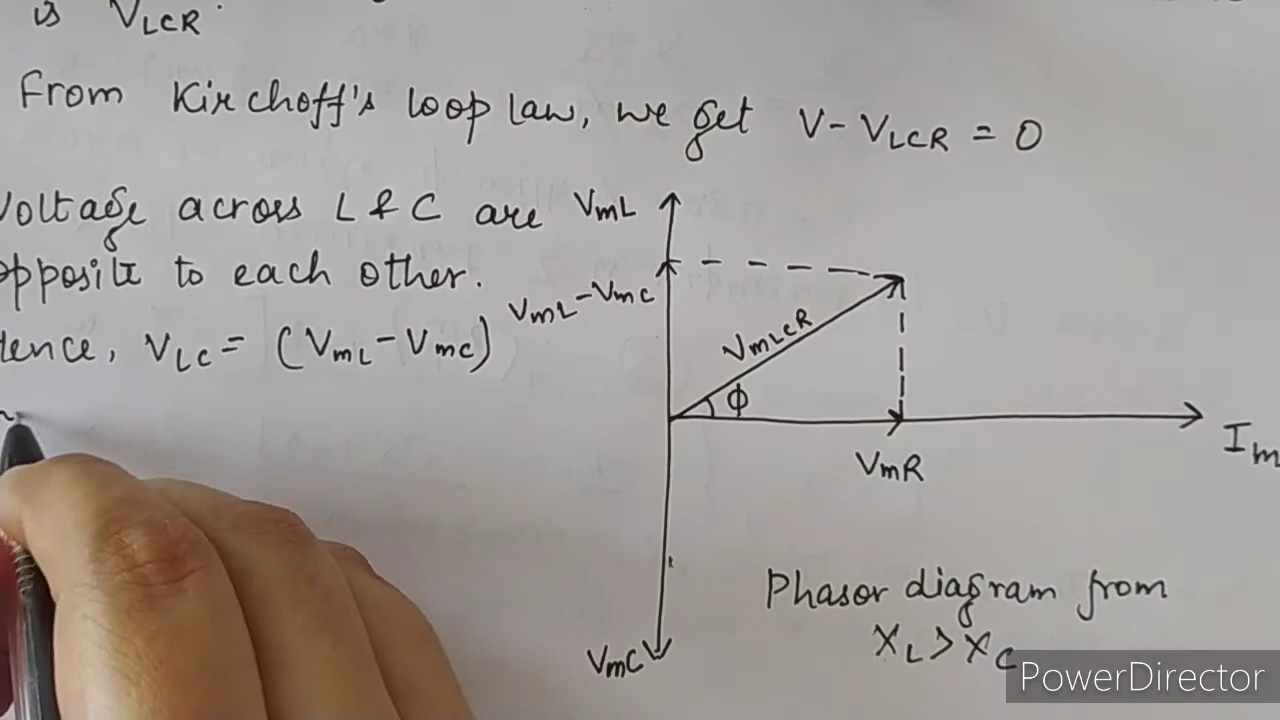 is VLCR.
From Kirchoff's loop law, we get V - VLCR = 0
Voltage across L & C are
opposite to each other.
Hence, VLC = (VmL - VmC)
VmL
VmL - VmC
VmLCR
ϕ
VmR
Im
VmC
Phasor diagram from
XL > XC
PowerDirector